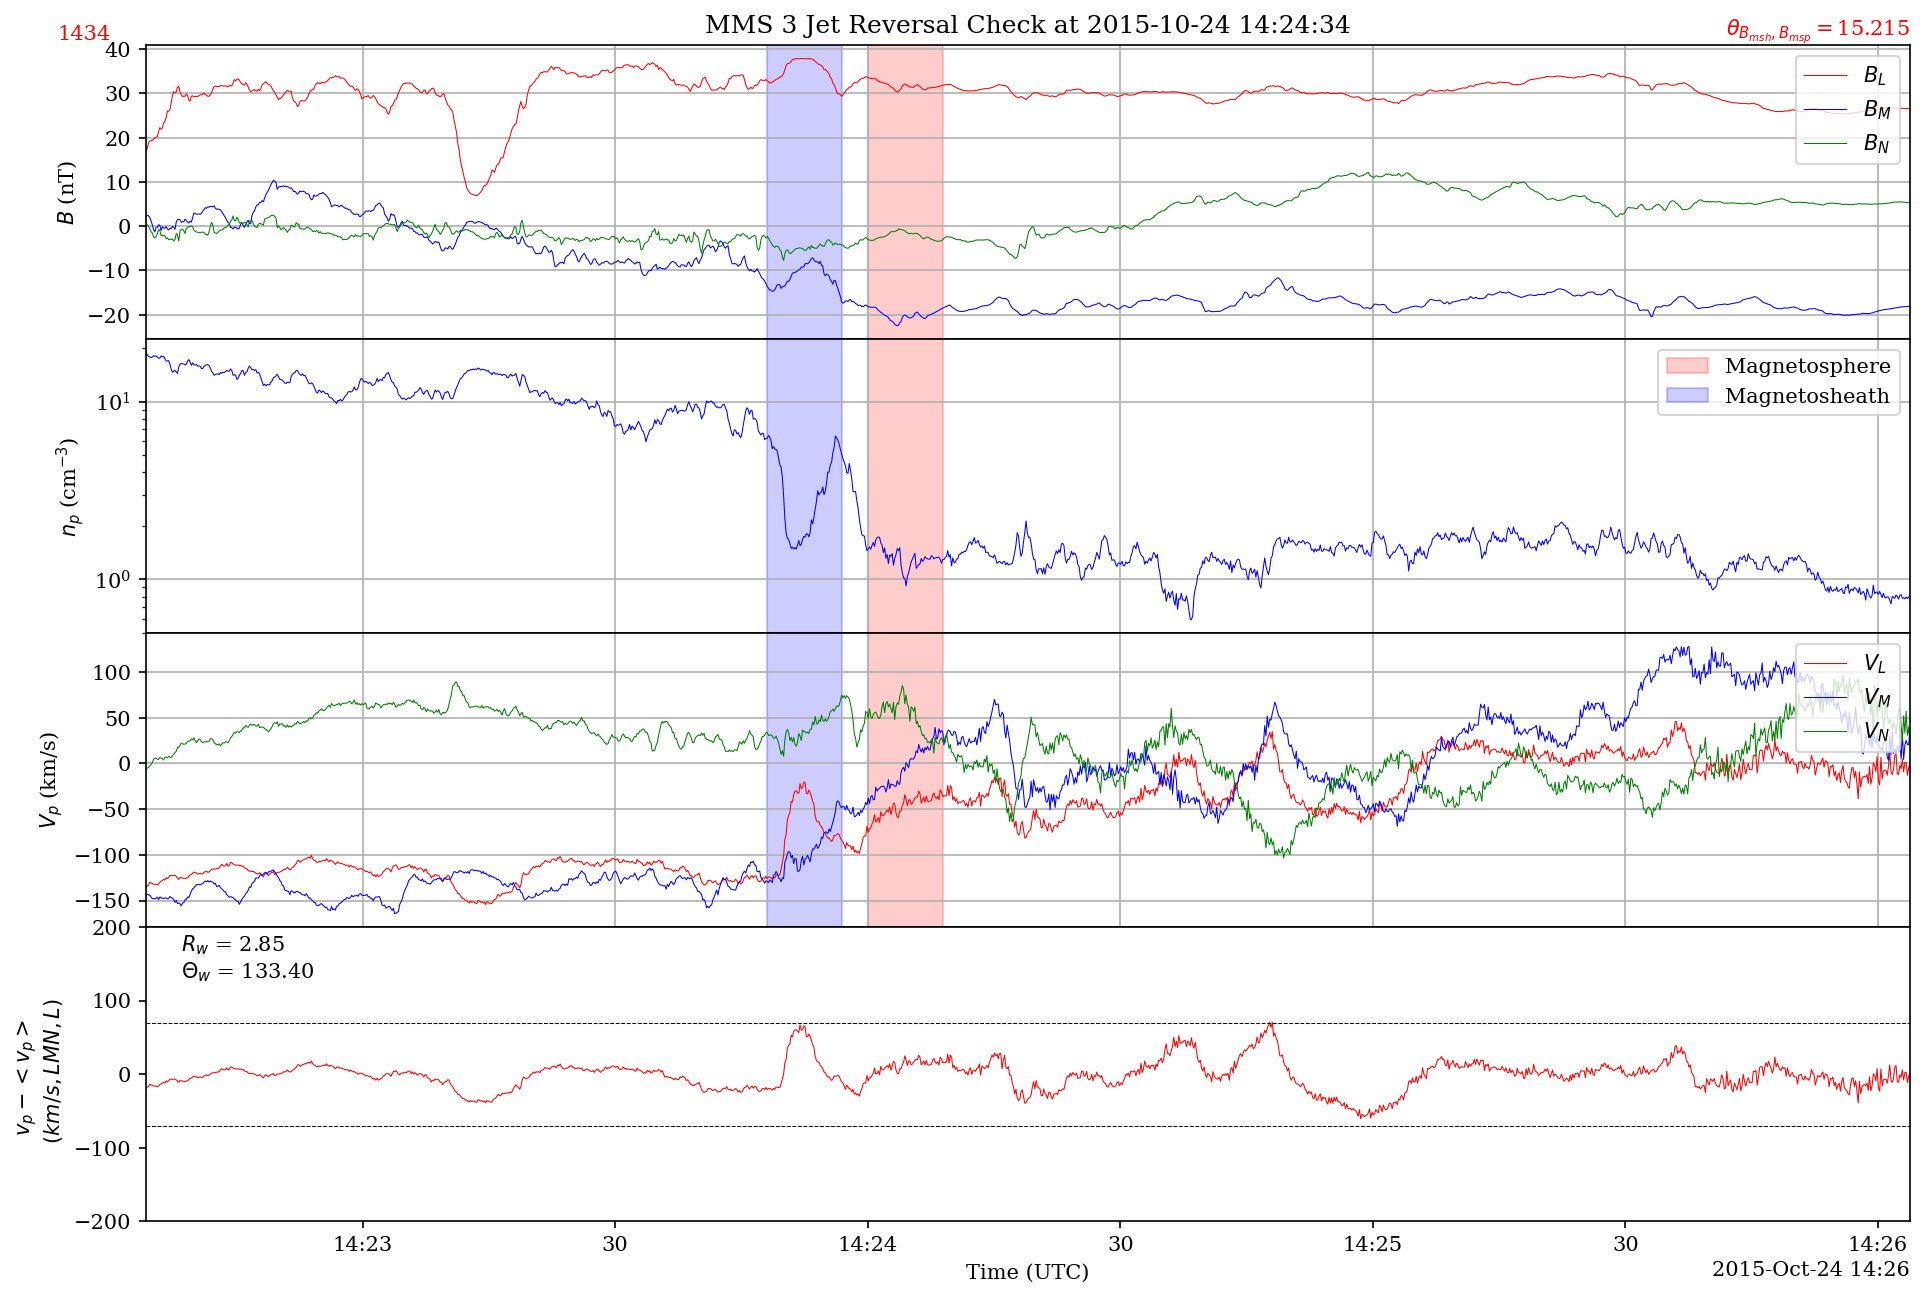 MMS 3 Jet Reversal Check at 2015-10-24 14:24:34
1434
θ_{B_{msh}, B_{msp}} = 15.215
40
30
20
10
0
−10
−20
B (nT)
B_L
B_M
B_N
10^1
10^0
n_p (cm^{−3})
Magnetosphere
Magnetosheath
100
50
0
−50
−100
−150
V_p (km/s)
V_L
V_M
V_N
200
100
0
−100
−200
v_p − < v_p >
(km/s, LMN, L)
R_w = 2.85
Θ_w = 133.40
14:23 30 14:24 30 14:25 30 14:26
Time (UTC)
2015-Oct-24 14:26